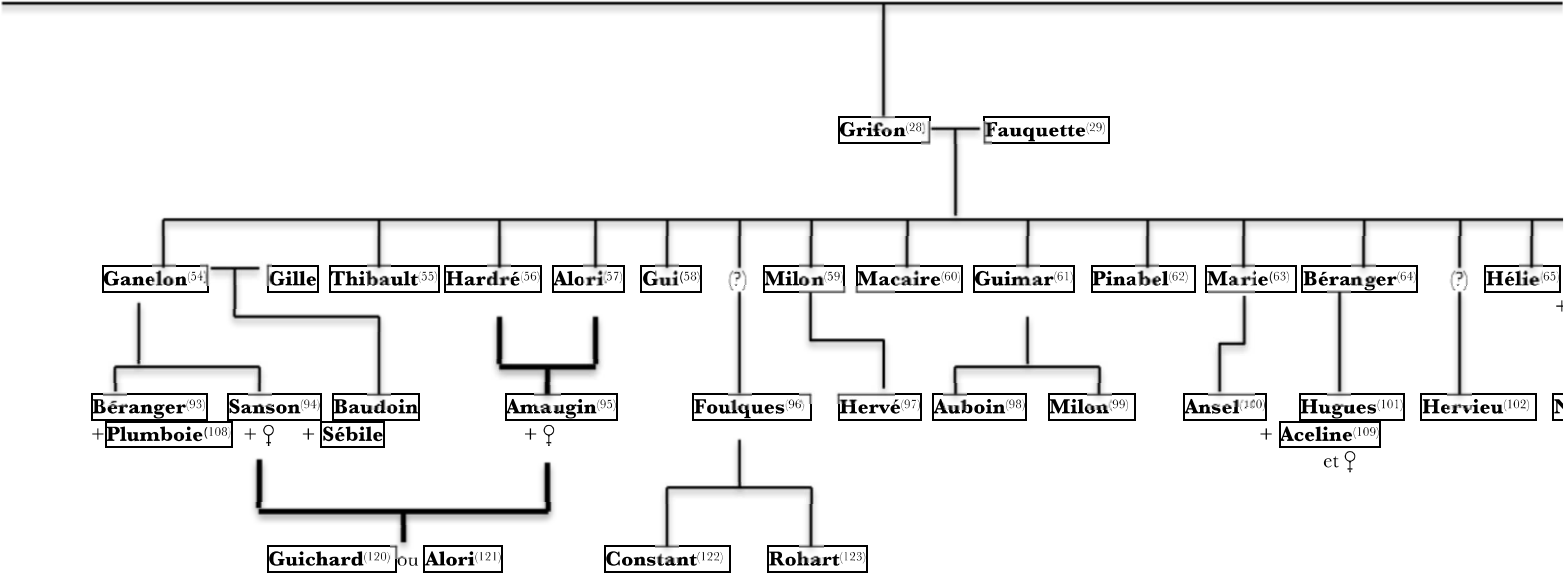 Grifon(28) Fauquette(29)
Ganelon(54) Gille Thibault(55) Hardré(56) Alori(57) Gui(58) (?) Milon(59) Macaire(60) Guimar(61) Pinabel(62) Marie(63) Béranger(64) (?) Hélie(65)
+
Béranger(93) Sanson(94) Baudoin Amaugin(95) Foulques(96) Hervé(97) Auboin(98) Milon(99) Ansel(100) Hugues(101) Hervieu(102) N
+ Plumboie(108) + ♀ + Sébile + ♀ + Aceline(109)
et ♀
Guichard(120) ou Alori(121) Constant(122) Rohart(123)